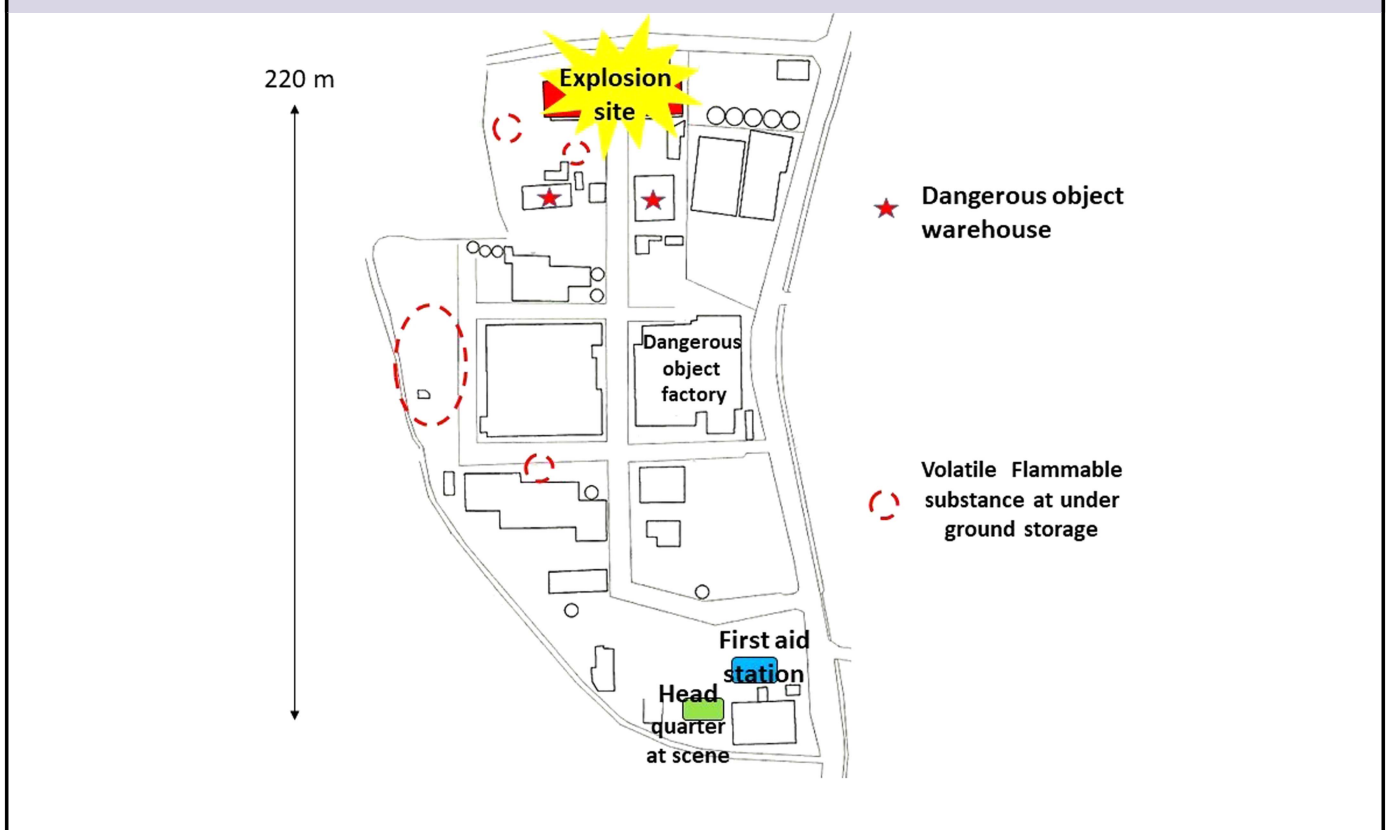 220 m
Explosion
site
Dangerous object
warehouse
Dangerous
object
factory
Volatile Flammable
substance at under
ground storage
First aid
station
Head
quarter
at scene